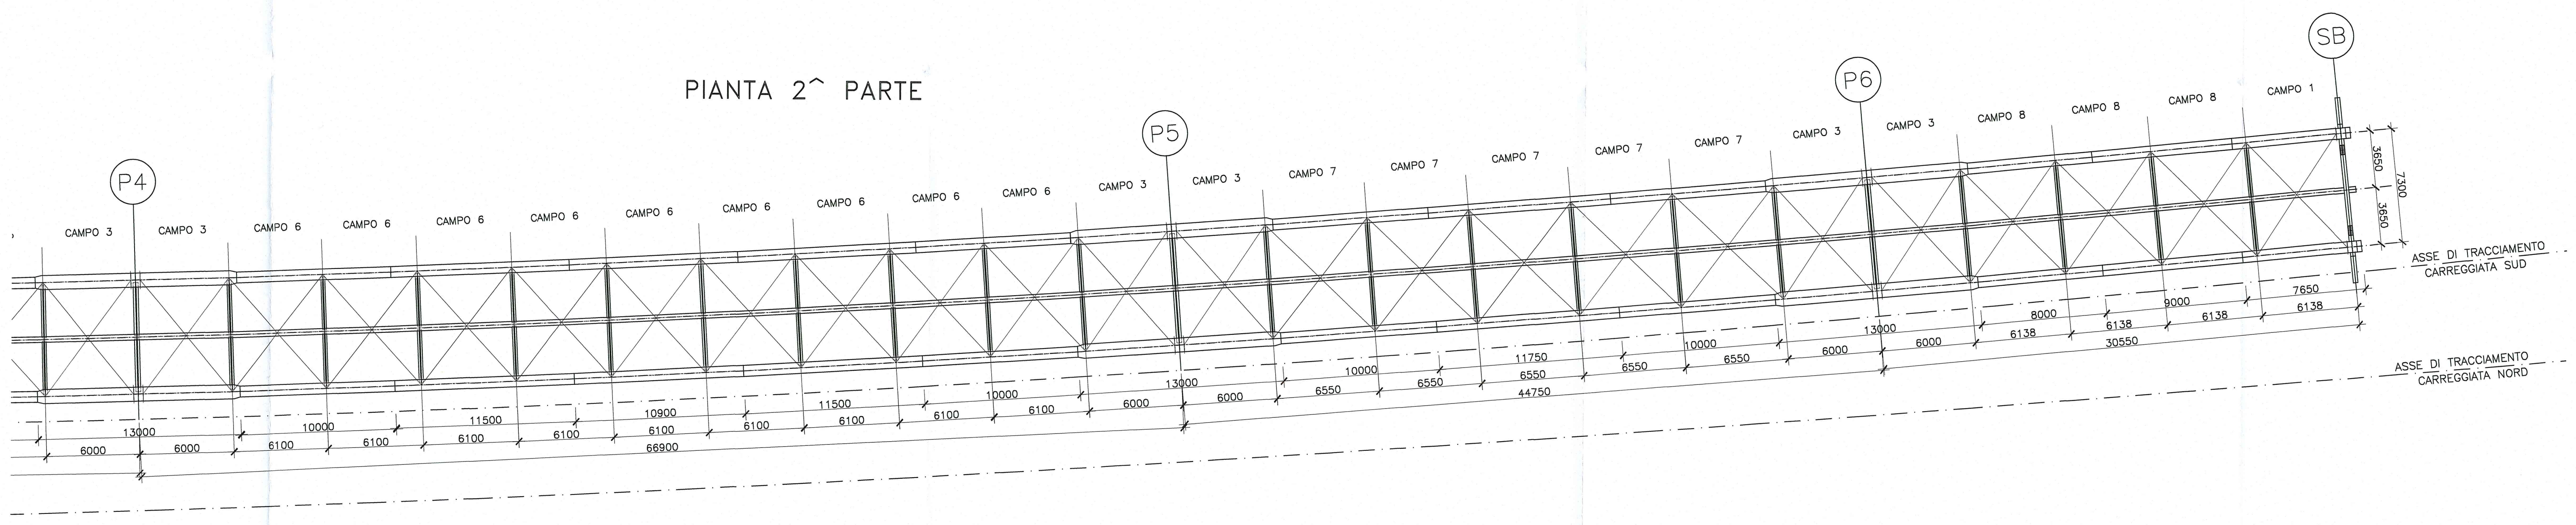 SB
P6
PIANTA 2^ PARTE
P5
P4
CAMPO 3
CAMPO 3
CAMPO 6
CAMPO 6
CAMPO 6
CAMPO 6
CAMPO 6
CAMPO 6
CAMPO 6
CAMPO 6
CAMPO 6
CAMPO 3
CAMPO 3
CAMPO 7
CAMPO 7
CAMPO 7
CAMPO 7
CAMPO 7
CAMPO 3
CAMPO 3
CAMPO 8
CAMPO 8
CAMPO 8
CAMPO 1
3650
7300
3650
ASSE DI TRACCIAMENTO
CARREGGIATA SUD
13000
10000
11500
10900
11500
10000
13000
10000
11750
10000
13000
8000
9000
7650
6000
6000
6100
6100
6100
6100
6100
6100
6100
6100
6100
6000
6000
6550
6550
6550
6550
6550
6000
6000
6138
6138
6138
6138
66900
44750
30550
ASSE DI TRACCIAMENTO
CARREGGIATA NORD